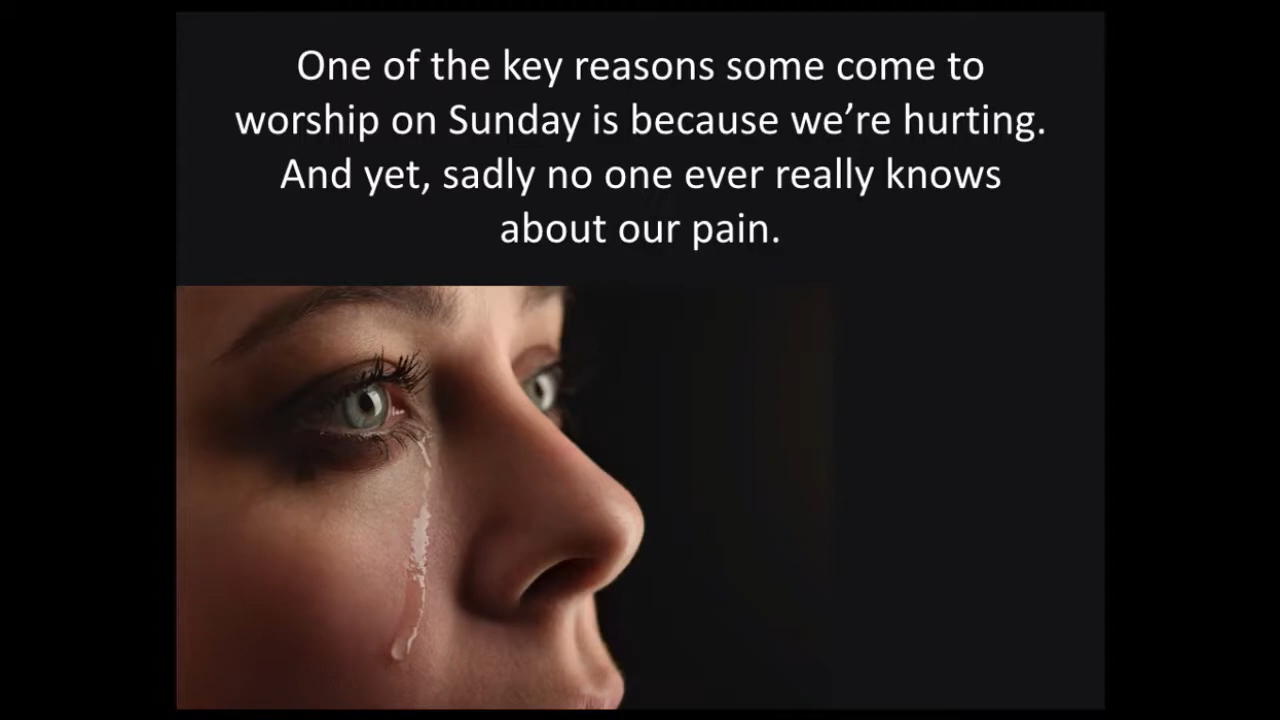 One of the key reasons some come to
worship on Sunday is because we’re hurting.
And yet, sadly no one ever really knows
about our pain.